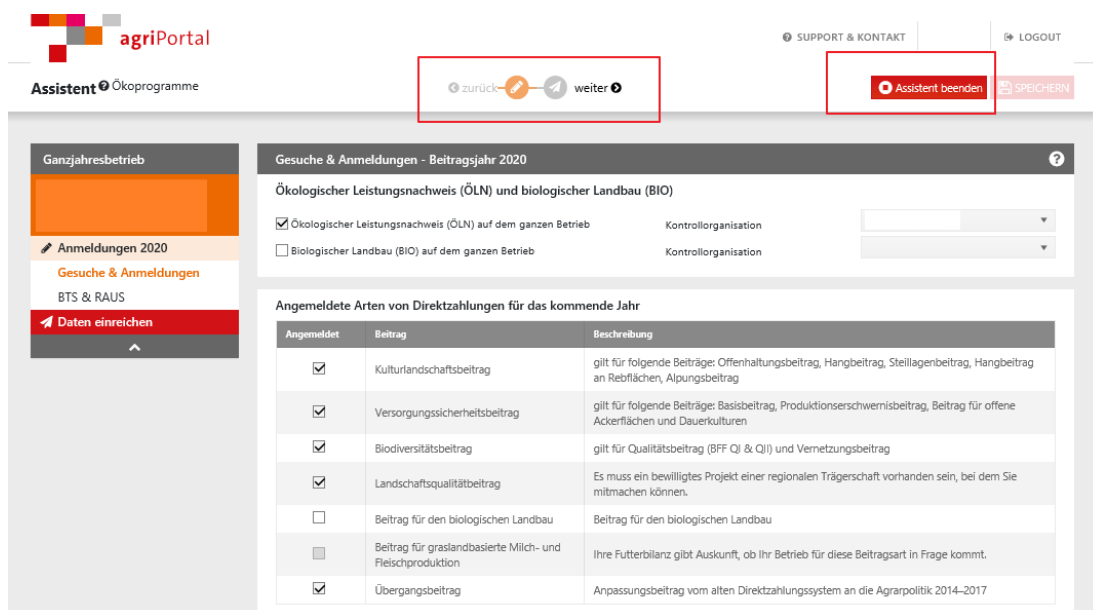 agriPortal
SUPPORT & KONTAKT
LOGOUT
Assistent Ökoprogramme
zurück
weiter
Assistent beenden
SPEICHERN
Ganzjahresbetrieb
Anmeldungen 2020
Gesuche & Anmeldungen
BTS & RAUS
Daten einreichen
Gesuche & Anmeldungen - Beitragsjahr 2020
Ökologischer Leistungsnachweis (ÖLN) und biologischer Landbau (BIO)
Ökologischer Leistungsnachweis (ÖLN) auf dem ganzen Betrieb
Kontrollorganisation
Biologischer Landbau (BIO) auf dem ganzen Betrieb
Kontrollorganisation
Angemeldete Arten von Direktzahlungen für das kommende Jahr
Angemeldet Beitrag Beschreibung
Kulturlandschaftsbeitrag
gilt für folgende Beiträge: Offenhaltungsbeitrag, Hangbeitrag, Steillagenbeitrag, Hangbeitrag
an Rebflächen, Alpungsbeitrag
Versorgungssicherheitsbeitrag
gilt für folgende Beiträge: Basisbeitrag, Produktionserschwernisbeitrag, Beitrag für offene
Ackerflächen und Dauerkulturen
Biodiversitätsbeitrag
gilt für Qualitätsbeitrag (BFF QI & QII) und Vernetzungsbeitrag
Landschaftsqualitätbeitrag
Es muss ein bewilligtes Projekt einer regionalen Trägerschaft vorhanden sein, bei dem Sie
mitmachen können.
Beitrag für den biologischen Landbau
Beitrag für den biologischen Landbau
Beitrag für graslandbasierte Milch- und
Fleischproduktion
Ihre Futterbilanz gibt Auskunft, ob Ihr Betrieb für diese Beitragsart in Frage kommt.
Übergangsbeitrag
Anpassungsbeitrag vom alten Direktzahlungssystem an die Agrarpolitik 2014–2017